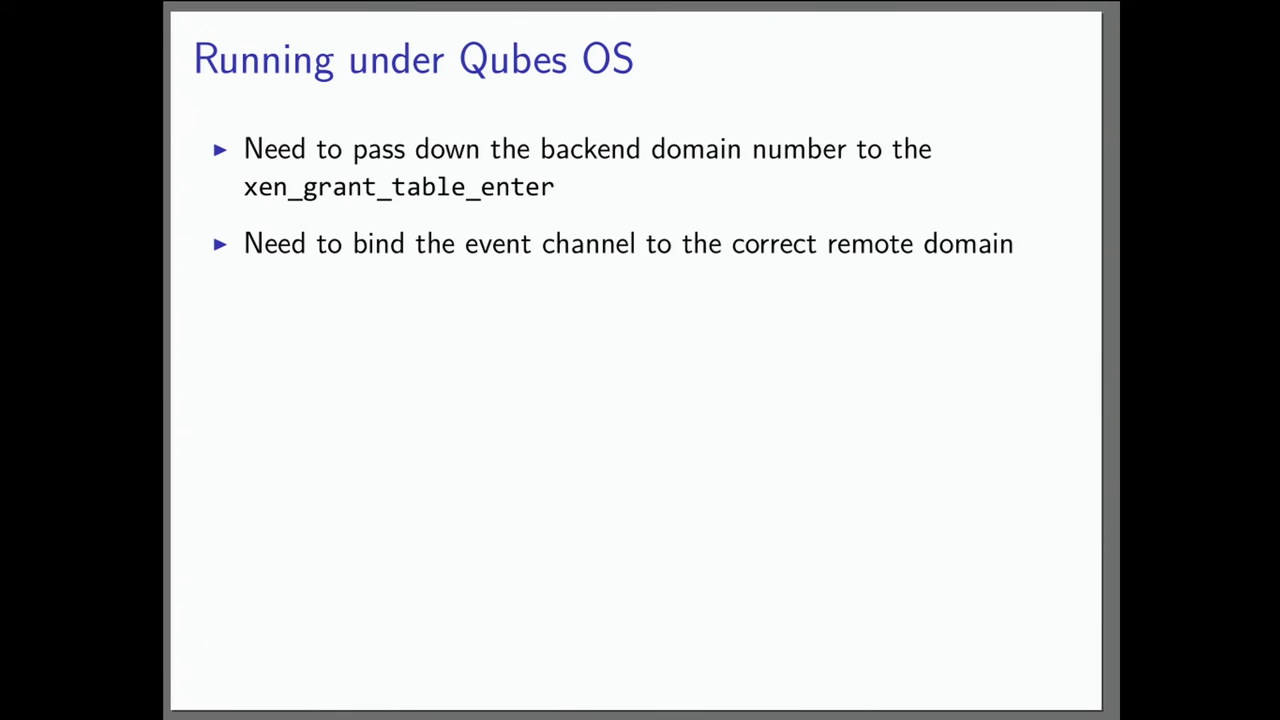 Running under Qubes OS
▶ Need to pass down the backend domain number to the
xen_grant_table_enter
▶ Need to bind the event channel to the correct remote domain